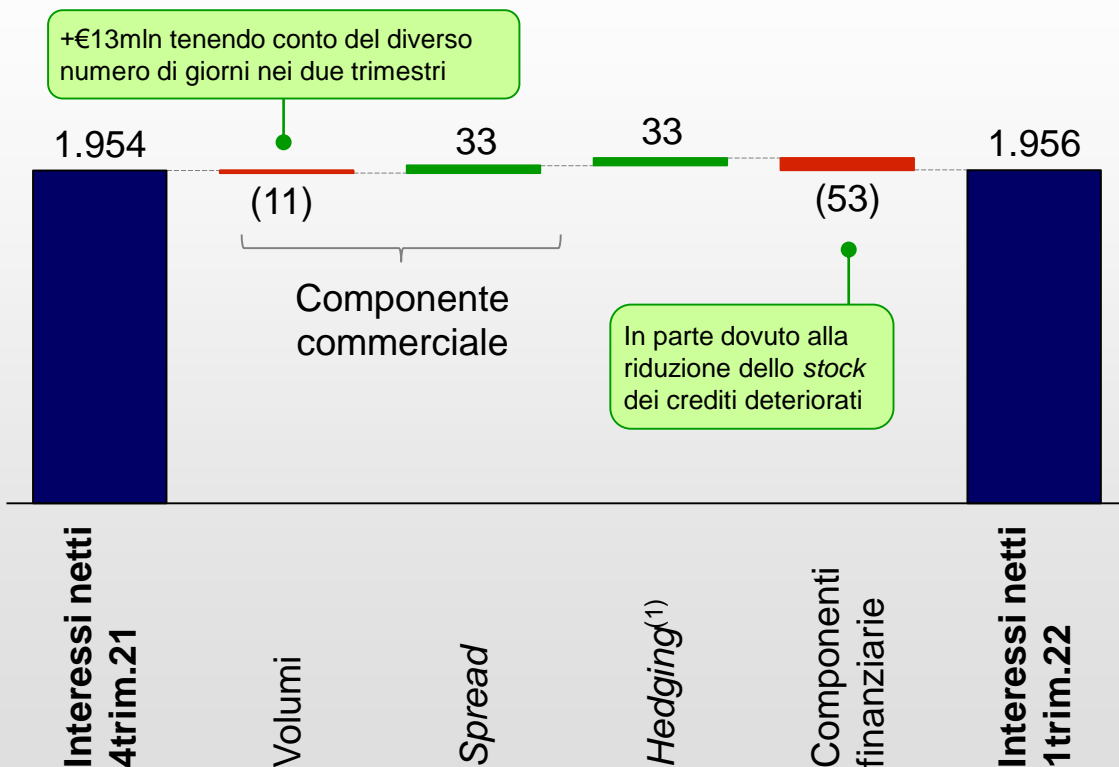 +€13mln tenendo conto del diverso
numero di giorni nei due trimestri
1.954
(11)
33
33
(53)
1.956
Componente
commerciale
In parte dovuto alla
riduzione dello stock
dei crediti deteriorati
Interessi netti
4trim.21
Volumi
Spread
Hedging(1)
Componenti
finanziarie
Interessi netti
1trim.22